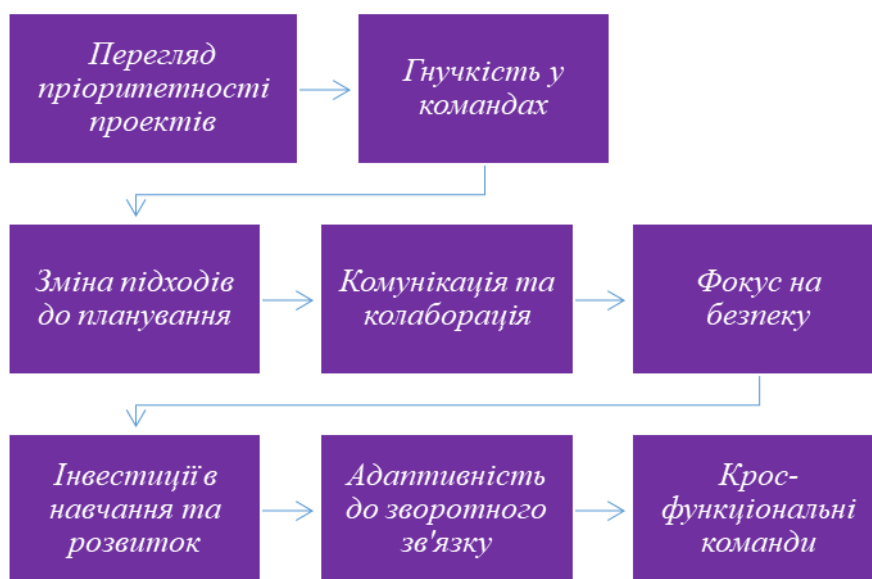 Перегляд
пріоритетності
проектів
Гнучкість у
командах
Зміна підходів
до планування
Комунікація та
колаборація
Фокус на
безпеку
Інвестиції в
навчання та
розвиток
Адаптивність
до зворотного
зв'язку
Крос-
функціональні
команди